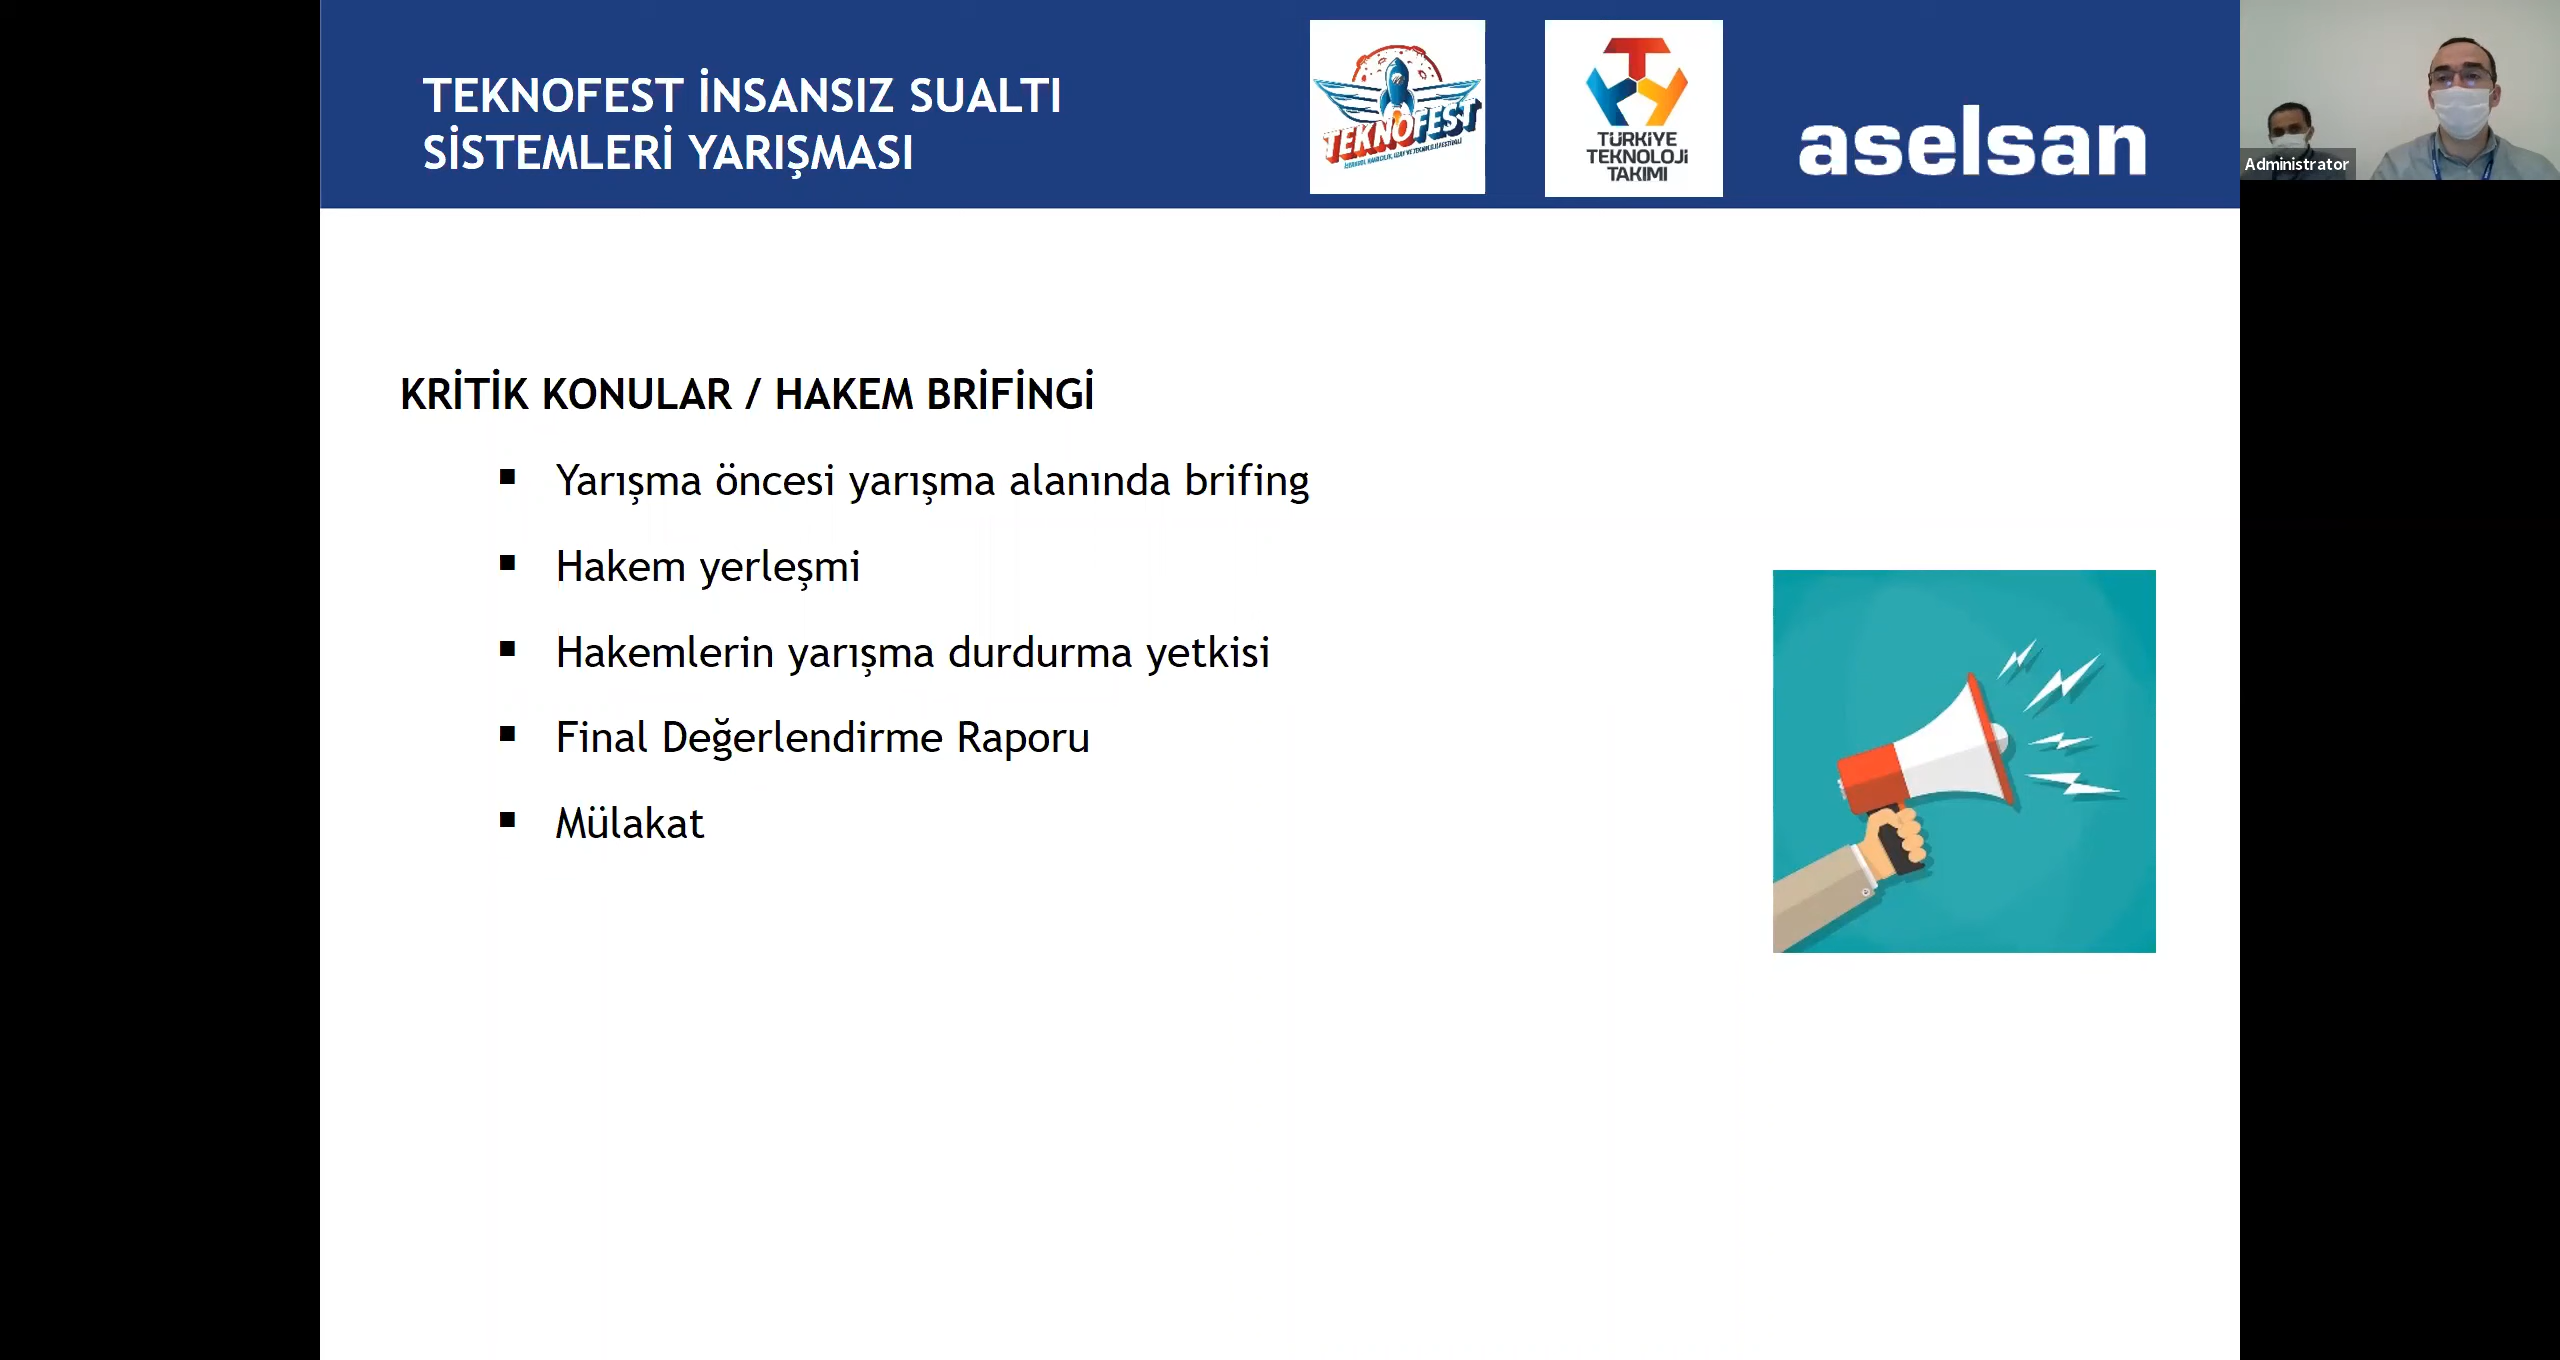 TEKNOFEST İNSANSIZ SUALTI
SİSTEMLERİ YARIŞMASI
TEKNOFEST
TÜRKİYE
TEKNOLOJİ
TAKIMI
aselsan
Administrator
KRİTİK KONULAR / HAKEM BRİFİNGİ
▪ Yarışma öncesi yarışma alanında brifing
▪ Hakem yerleşmi
▪ Hakemlerin yarışma durdurma yetkisi
▪ Final Değerlendirme Raporu
▪ Mülakat